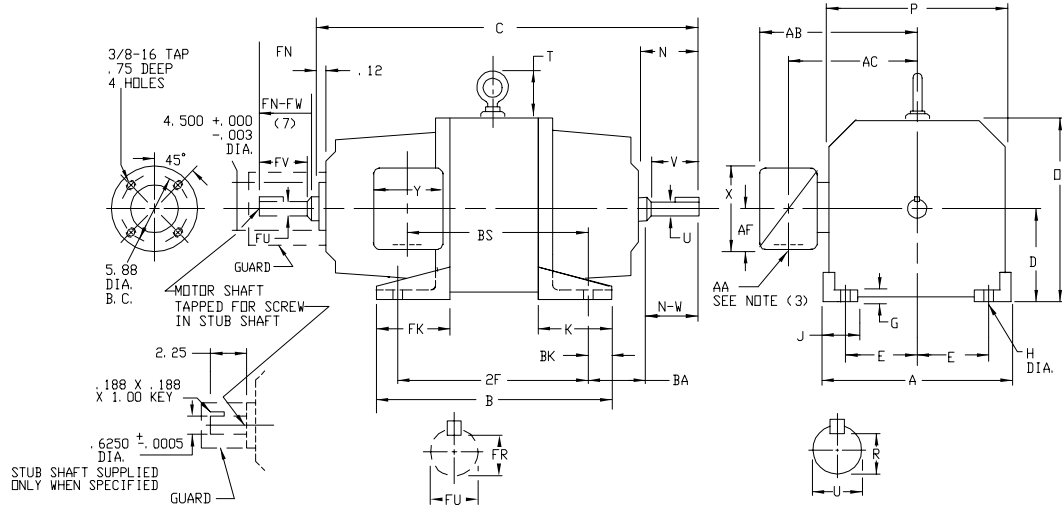 C
P
AB
AC
N
T
FN
.12
3/8-16 TAP
.75 DEEP
4 HOLES
FN-FW
(7)
4.500 +.000
-.003
DIA.
45°
FV
V
Y
X
AF
O
D
BS
FU
U
GUARD
5.88
DIA.
B.C.
MOTOR SHAFT
TAPPED FOR SCREW
IN STUB SHAFT
AA
SEE NOTE (3)
N-W
FK
K
G
J
BK
E
E
H
DIA.
2F
BA
A
B
2.25
.188 X .188
X 1.00 KEY
.6250 +.0005
-
DIA.
STUB SHAFT SUPPLIED
ONLY WHEN SPECIFIED
GUARD
FR
FU
R
U